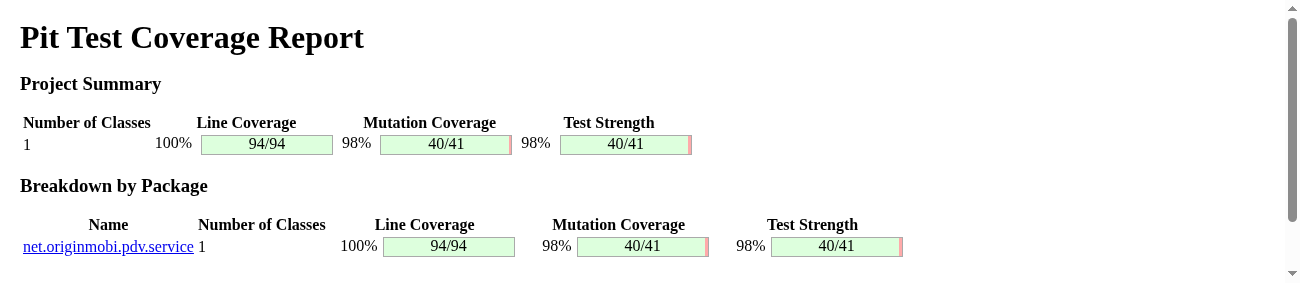 Pit Test Coverage Report
Project Summary
Number of Classes Line Coverage Mutation Coverage Test Strength
1 100% 94/94 98% 40/41 98% 40/41
Breakdown by Package
Name Number of Classes Line Coverage Mutation Coverage Test Strength
net.originmobi.pdv.service 1 100% 94/94 98% 40/41 98% 40/41